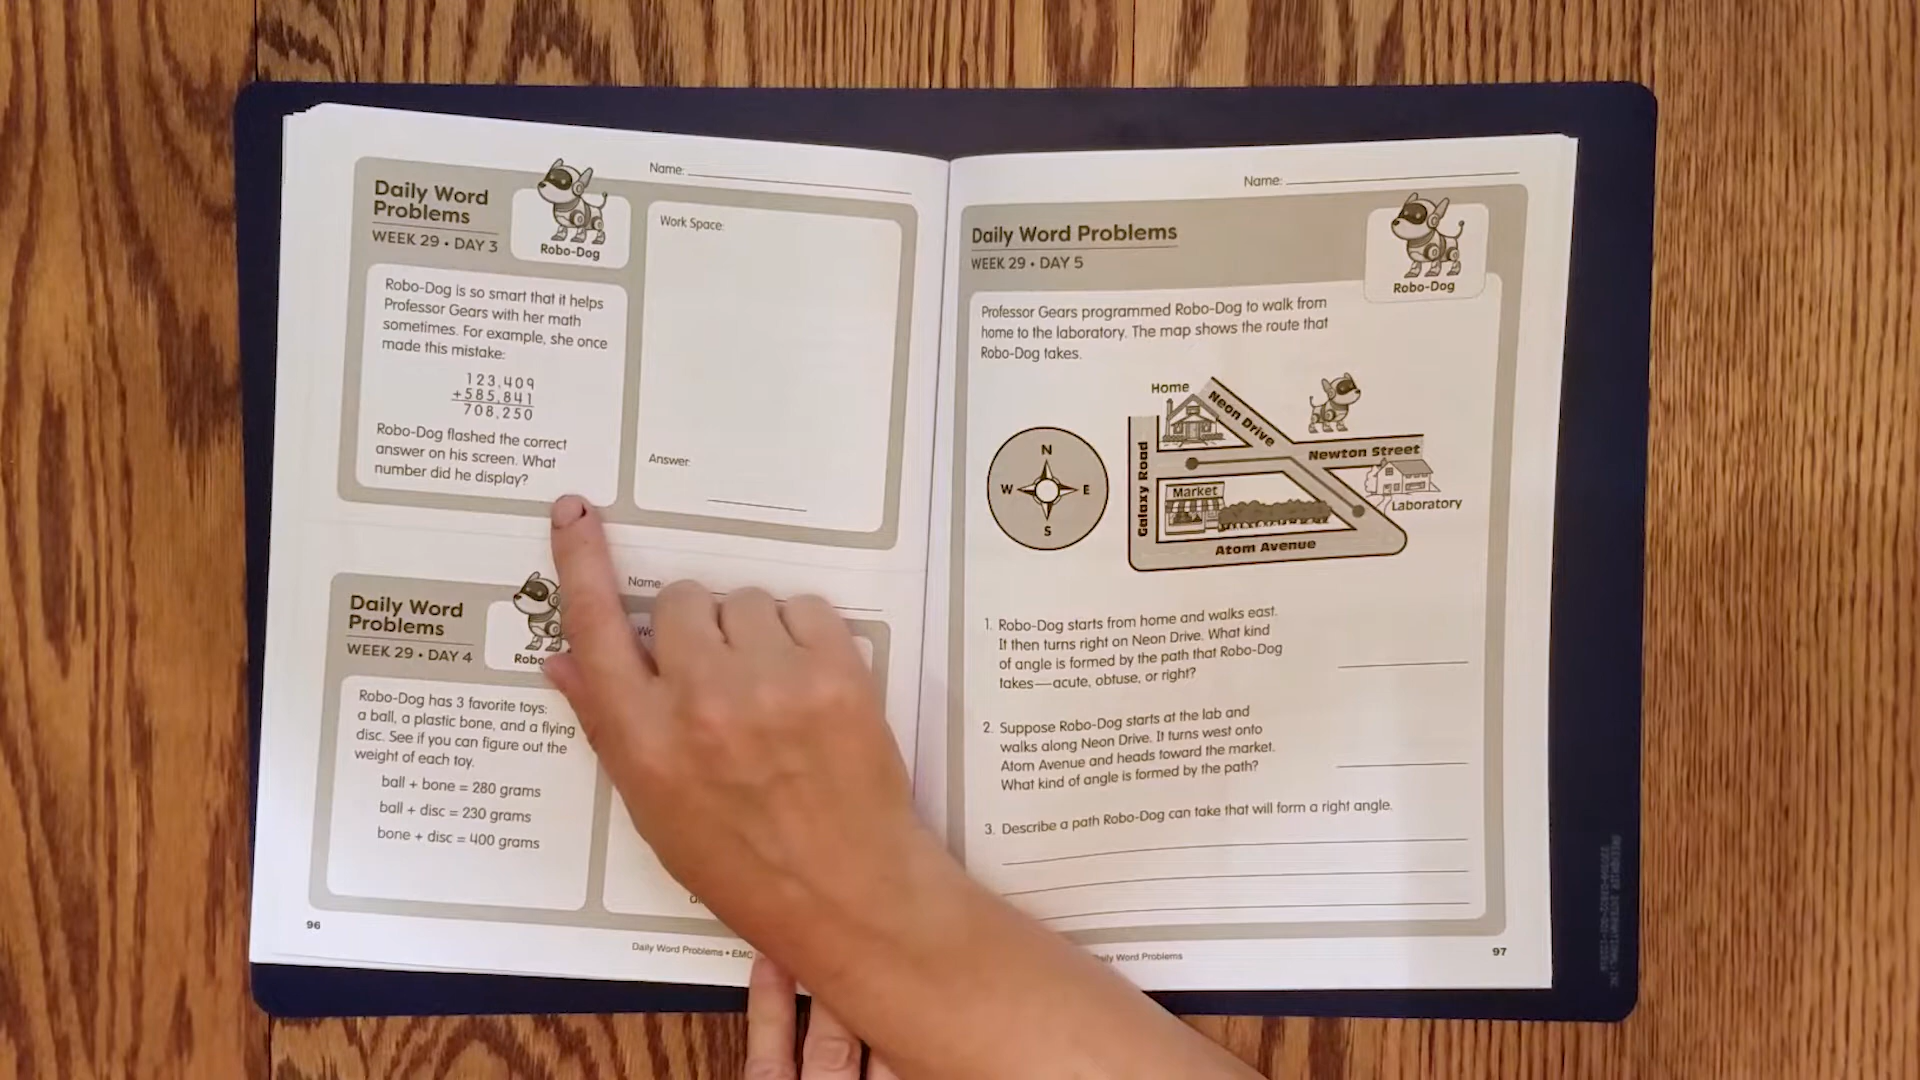 Name:
Daily Word
Problems
WEEK 29 • DAY 3
Robo-Dog
Robo-Dog is so smart that it helps
Professor Gears with her math
sometimes. For example, she once
made this mistake:
123,409
+585,841
708,250
Robo-Dog flashed the correct
answer on his screen. What
number did he display?
Work Space:
Answer:
Name:
Daily Word
Problems
WEEK 29 • DAY 4
Robo
Wo
Robo-Dog has 3 favorite toys:
a ball, a plastic bone, and a flying
disc. See if you can figure out the
weight of each toy.
ball + bone = 280 grams
ball + disc = 230 grams
bone + disc = 400 grams
96
Daily Word Problems • EMC
Name:
Daily Word Problems
WEEK 29 • DAY 5
Robo-Dog
Professor Gears programmed Robo-Dog to walk from
home to the laboratory. The map shows the route that
Robo-Dog takes.
N
W E
S
Home
Neon Drive
Newton Street
Galaxy Road
Market
Laboratory
Atom Avenue
1. Robo-Dog starts from home and walks east.
It then turns right on Neon Drive. What kind
of angle is formed by the path that Robo-Dog
takes—acute, obtuse, or right?
2. Suppose Robo-Dog starts at the lab and
walks along Neon Drive. It turns west onto
Atom Avenue and heads toward the market.
What kind of angle is formed by the path?
3. Describe a path Robo-Dog can take that will form a right angle.
Daily Word Problems
97